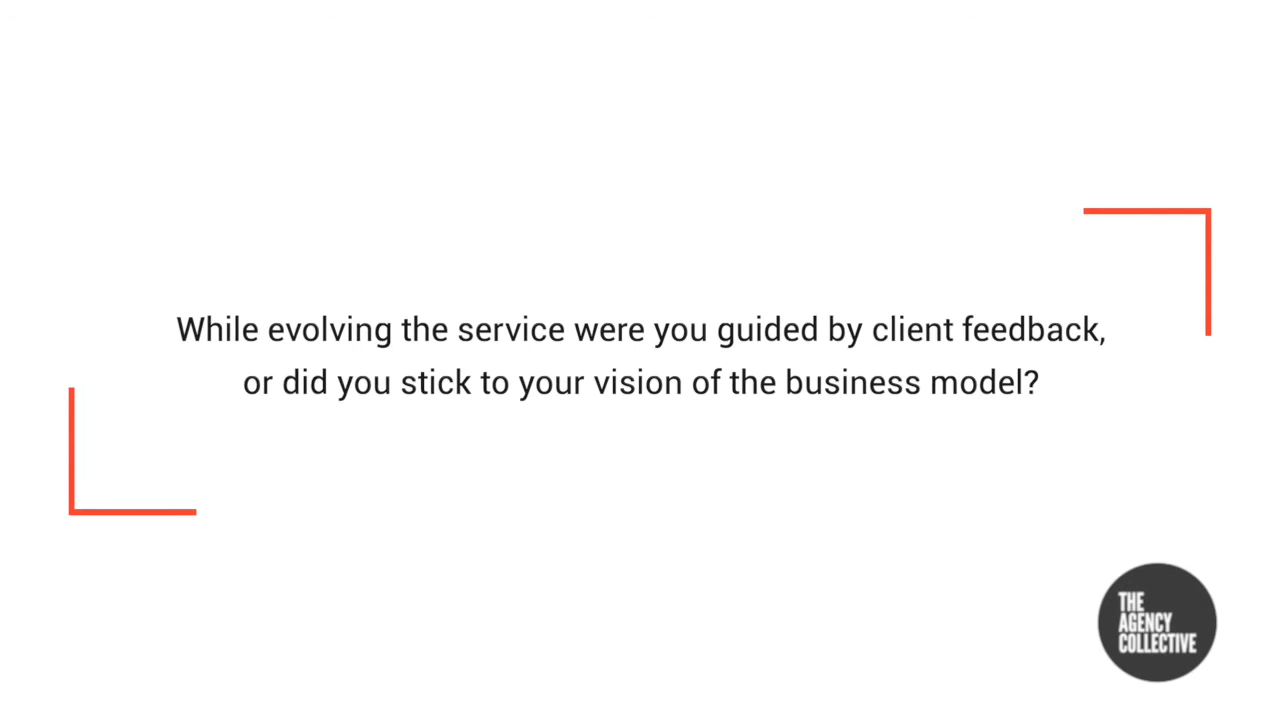 While evolving the service were you guided by client feedback,
or did you stick to your vision of the business model?
THE
AGENCY
COLLECTIVE